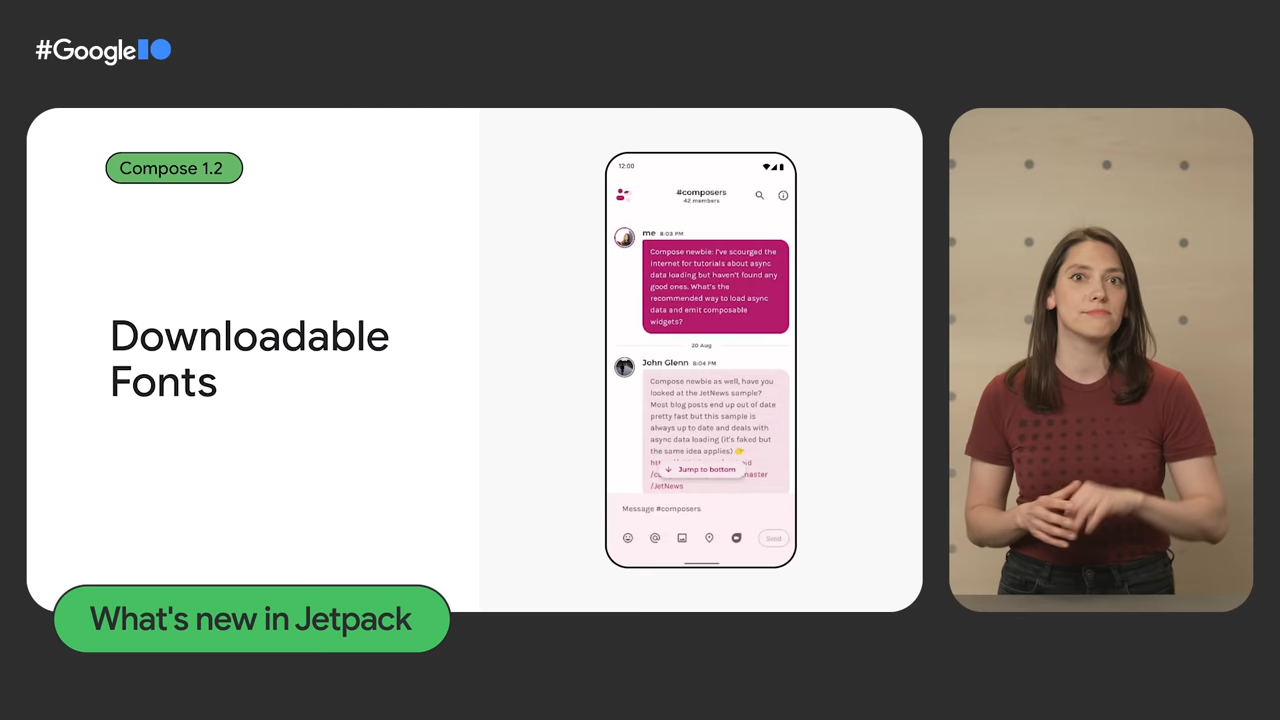 #Google
Compose 1.2
Downloadable
Fonts
12:00
#composers
42 members
me 8:03 PM
Compose newbie: I've scourged the
internet for tutorials about async
data loading but haven't found any
good ones. What's the
recommended way to load async
data and emit composable
widgets?
20 Aug
John Glenn 8:04 PM
Compose newbie as well, have you
looked at the JetNews sample?
Most blog posts end up out of date
pretty fast but this sample is
always up to date and deals with
async data loading (it's faked but
the same idea applies) 👉
Jump to bottom
/JetNews
Message #composers
Send
What's new in Jetpack